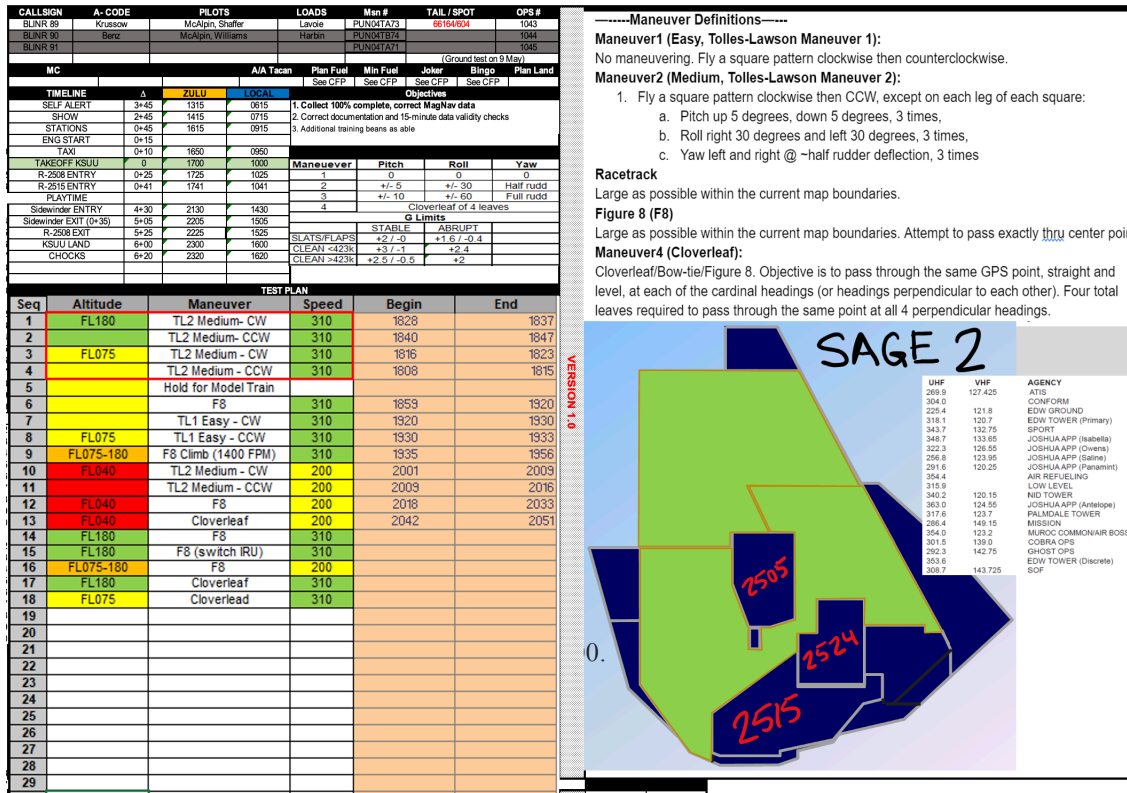 CALLSIGN A- CODE PILOTS LOADS Msn # TAIL / SPOT OPS #
BLINR 89 Krussow McAlpin, Shaffer Lavoie PUN04TA73 66164/604 1043
BLINR 90 Benz McAlpin, Williams Harbin PUN04TB74 1044
BLINR 91 PUN04TA71 1045
(Ground test on 9 May)
MC A/A Tacan Plan Fuel Min Fuel Joker Bingo Plan Land
See CFP See CFP See CFP
TIMELINE Δ ZULU LOCAL
SELF ALERT 3+45 1315 0615
SHOW 2+45 1415 0715
STATIONS 0+45 1615 0915
ENG START 0+15
TAXI 0+10 1650 0950
TAKEOFF KSUU 0 1700 1000
R-2508 ENTRY 0+25 1725 1025
R-2515 ENTRY 0+41 1741 1041
PLAYTIME
Sidewinder ENTRY 4+30 2130 1430
Sidewinder EXIT (0+35) 5+05 2205 1505
R-2508 EXIT 5+25 2225 1525
KSUU LAND 6+00 2300 1600
CHOCKS 6+20 2320 1620
Objectives
1. Collect 100% complete, correct MagNav data
2. Correct documentation and 15-minute data validity checks
3. Additional training beans as able
Maneuever Pitch Roll Yaw
1 0 0 0
2 +/- 5 +/- 30 Half rudd
3 +/- 10 +/- 60 Full rudd
4 Cloverleaf of 4 leaves
G Limits
STABLE ABRUPT
SLATS/FLAPS +2 / -0 +1.6 / -0.4
CLEAN <423k +3 / -1 +2.4
CLEAN >423k +2.5 / -0.5 +2
TEST PLAN
Seq Altitude Maneuver Speed Begin End
1 FL180 TL2 Medium- CW 310 1828 1837
2 TL2 Medium- CCW 310 1840 1847
3 FL075 TL2 Medium - CW 310 1816 1823
4 TL2 Medium - CCW 310 1808 1815
5 Hold for Model Train
6 F8 310 1859 1920
7 TL1 Easy - CW 310 1920 1930
8 FL075 TL1 Easy - CCW 310 1930 1933
9 FL075-180 F8 Climb (1400 FPM) 310 1935 1956
10 FL040 TL2 Medium - CW 200 2001 2009
11 TL2 Medium - CCW 200 2009 2016
12 FL040 F8 200 2018 2033
13 FL040 Cloverleaf 200 2042 2051
14 FL180 F8 310
15 FL180 F8 (switch IRU) 310
16 FL075-180 F8 200
17 FL180 Cloverleaf 310
18 FL075 Cloverlead 310
19
20
21
22
23
24
25
26
27
28
29
VERSION 1.0
—-----Maneuver Definitions—---
Maneuver1 (Easy, Tolles-Lawson Maneuver 1):
No maneuvering. Fly a square pattern clockwise then counterclockwise.
Maneuver2 (Medium, Tolles-Lawson Maneuver 2):
1. Fly a square pattern clockwise then CCW, except on each leg of each square:
a. Pitch up 5 degrees, down 5 degrees, 3 times,
b. Roll right 30 degrees and left 30 degrees, 3 times,
c. Yaw left and right @ ~half rudder deflection, 3 times
Racetrack
Large as possible within the current map boundaries.
Figure 8 (F8)
Large as possible within the current map boundaries. Attempt to pass exactly thru center poi
Maneuver4 (Cloverleaf):
Cloverleaf/Bow-tie/Figure 8. Objective is to pass through the same GPS point, straight and
level, at each of the cardinal headings (or headings perpendicular to each other). Four total
leaves required to pass through the same point at all 4 perpendicular headings.
SAGE 2
UHF VHF AGENCY
269.9 127.425 ATIS
304.0 CONFORM
225.4 121.8 EDW GROUND
318.1 120.7 EDW TOWER (Primary)
343.7 132.75 SPORT
348.7 133.65 JOSHUA APP (Isabella)
322.3 126.55 JOSHUA APP (Owens)
256.8 123.95 JOSHUA APP (Saline)
291.6 120.25 JOSHUA APP (Panamint)
354.4 AIR REFUELING
315.9 LOW LEVEL
340.2 120.15 NID TOWER
363.0 124.55 JOSHUA APP (Antelope)
317.6 123.7 PALMDALE TOWER
286.4 149.15 MISSION
354.0 123.2 MUROC COMMON/AIR BOSS
301.5 139.0 COBRA OPS
292.3 142.75 GHOST OPS
353.6 EDW TOWER (Discrete)
308.7 143.725 SOF
2505
2524
0.
2515